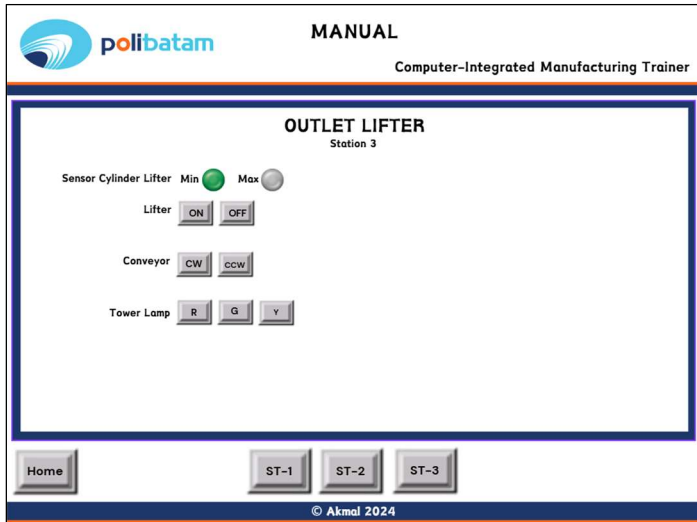 polibatam
MANUAL
Computer-Integrated Manufacturing Trainer
OUTLET LIFTER
Station 3
Sensor Cylinder Lifter Min Max
Lifter ON OFF
Conveyor CW CCW
Tower Lamp R G Y
Home ST-1 ST-2 ST-3
© Akmal 2024